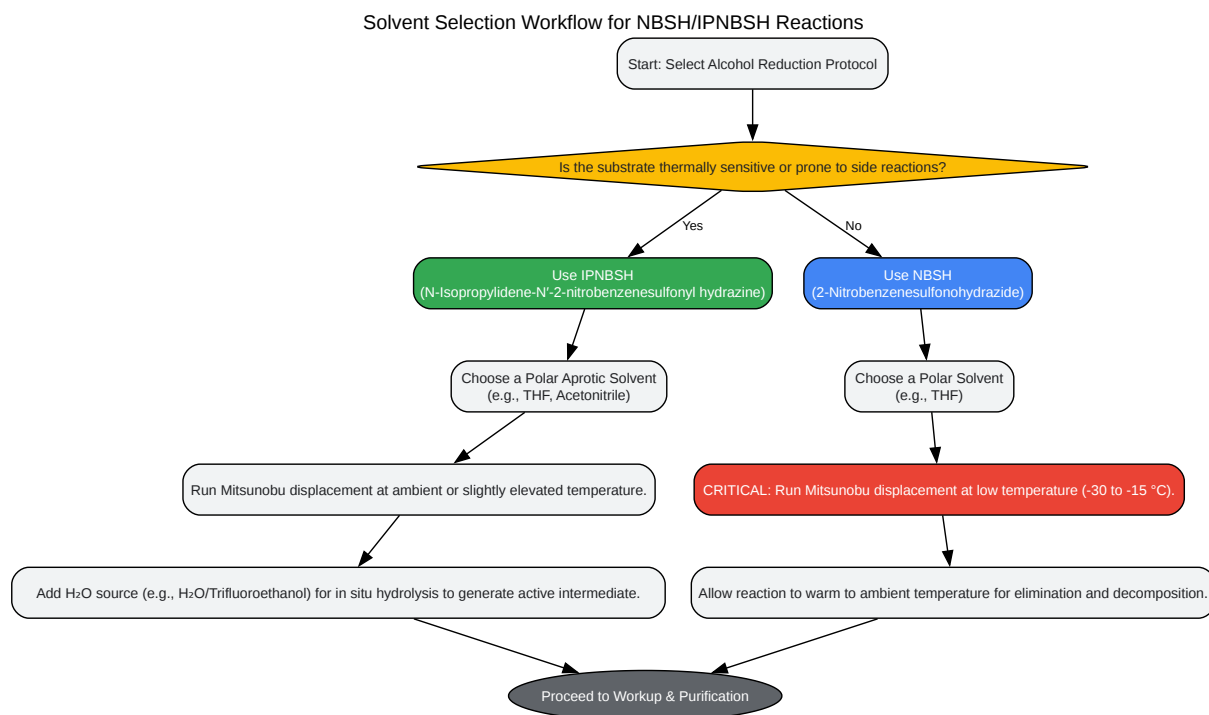 Solvent Selection Workflow for NBSH/IPNBSH Reactions
Start: Select Alcohol Reduction Protocol
Is the substrate thermally sensitive or prone to side reactions?
Yes
No
Use IPNBSH
(N-Isopropylidene-N'-2-nitrobenzenesulfonyl hydrazine)
Use NBSH
(2-Nitrobenzenesulfonohydrazide)
Choose a Polar Aprotic Solvent
(e.g., THF, Acetonitrile)
Choose a Polar Solvent
(e.g., THF)
Run Mitsunobu displacement at ambient or slightly elevated temperature.
CRITICAL: Run Mitsunobu displacement at low temperature (-30 to -15 °C).
Add H₂O source (e.g., H₂O/Trifluoroethanol) for in situ hydrolysis to generate active intermediate.
Allow reaction to warm to ambient temperature for elimination and decomposition.
Proceed to Workup & Purification